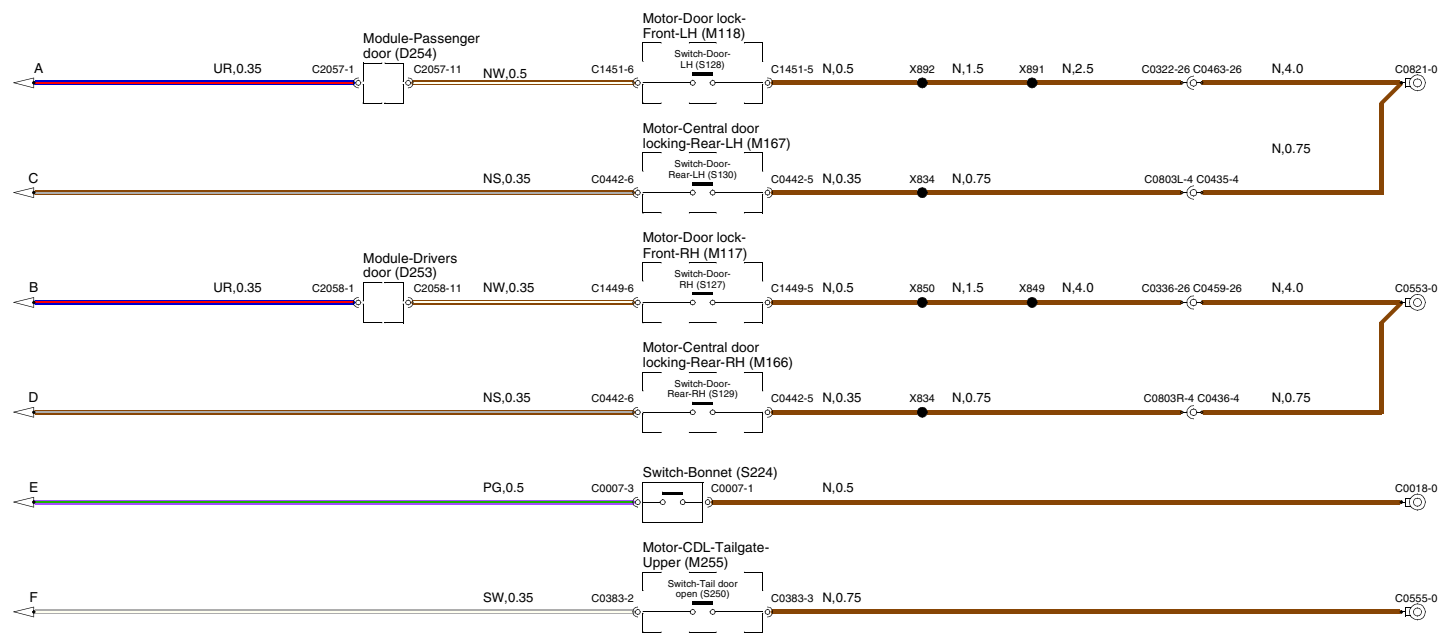 Motor-Door lock-
Front-LH (M118)
Module-Passenger
door (D254)
Switch-Door-
LH (S128)
A
UR,0.35
C2057-1
C2057-11
NW,0.5
C1451-6
C1451-5
N,0.5
X892
N,1.5
X891
N,2.5
C0322-26
C0463-26
N,4.0
C0821-0
Motor-Central door
locking-Rear-LH (M167)
N,0.75
Switch-Door-
Rear-LH (S130)
C
NS,0.35
C0442-6
C0442-5
N,0.35
X834
N,0.75
C0803L-4
C0435-4
Motor-Door lock-
Front-RH (M117)
Module-Drivers
door (D253)
Switch-Door-
RH (S127)
B
UR,0.35
C2058-1
C2058-11
NW,0.35
C1449-6
C1449-5
N,0.5
X850
N,1.5
X849
N,4.0
C0336-26
C0459-26
N,4.0
C0553-0
Motor-Central door
locking-Rear-RH (M166)
Switch-Door-
Rear-RH (S129)
D
NS,0.35
C0442-6
C0442-5
N,0.35
X834
N,0.75
C0803R-4
C0436-4
N,0.75
Switch-Bonnet (S224)
E
PG,0.5
C0007-3
C0007-1
N,0.5
C0018-0
Motor-CDL-Tailgate-
Upper (M255)
Switch-Tail door
open (S250)
F
SW,0.35
C0383-2
C0383-3
N,0.75
C0555-0